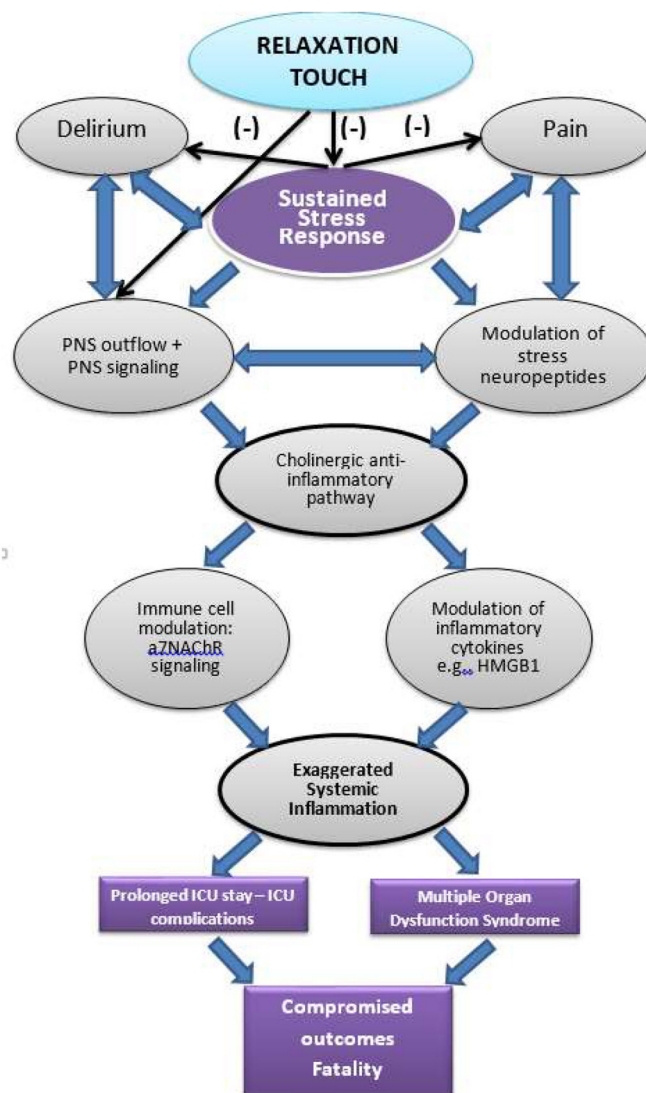 RELAXATION
TOUCH
Delirium
(-)
(-)
(-)
Pain
Sustained
Stress
Response
PNS outflow +
PNS signaling
Modulation of
stress
neuropeptides
Cholinergic anti-
inflammatory
pathway
Immune cell
modulation:
a7NAChR
signaling
Modulation of
inflammatory
cytokines
e.g., HMGB1
Exaggerated
Systemic
Inflammation
Prolonged ICU stay – ICU
complications
Multiple Organ
Dysfunction Syndrome
Compromised
outcomes
Fatality